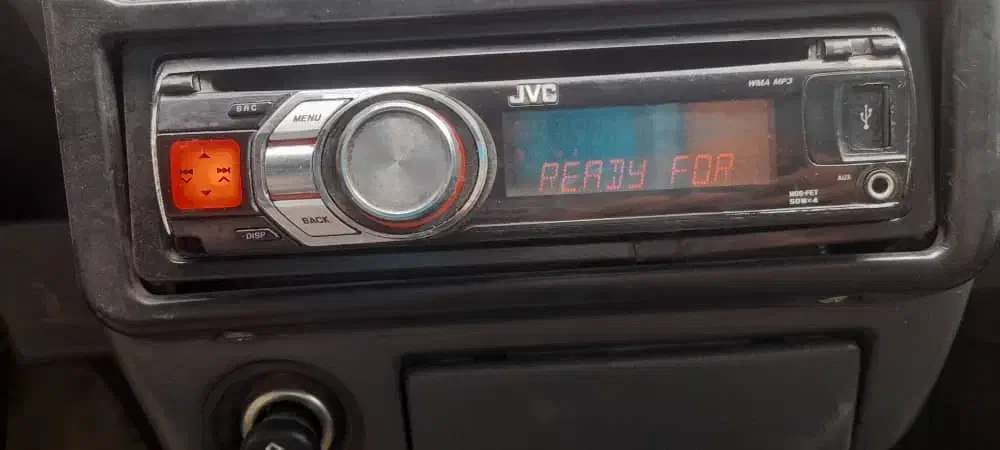 JVC
WMA MP3
SRC
MENU
READY FOR
AUX
MOS-FET
50W×4
BACK
DISP